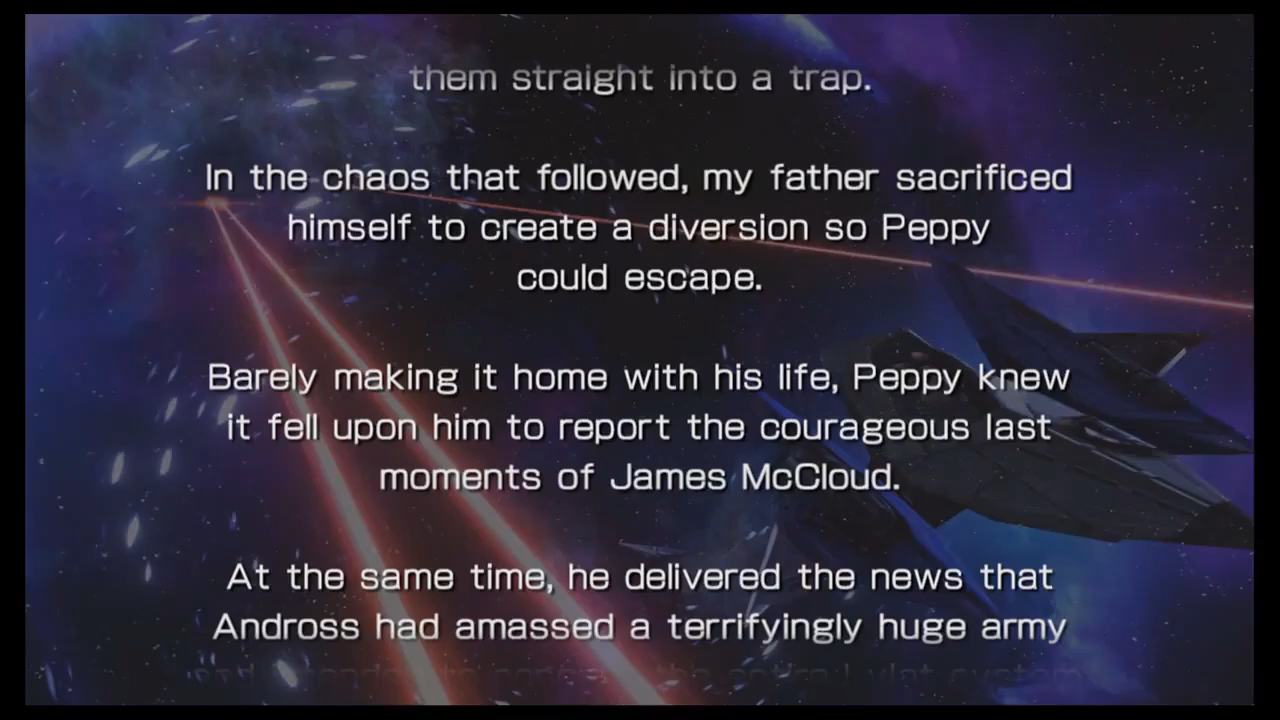 them straight into a trap.
In the chaos that followed, my father sacrificed
himself to create a diversion so Peppy
could escape.
Barely making it home with his life, Peppy knew
it fell upon him to report the courageous last
moments of James McCloud.
At the same time, he delivered the news that
Andross had amassed a terrifyingly huge army